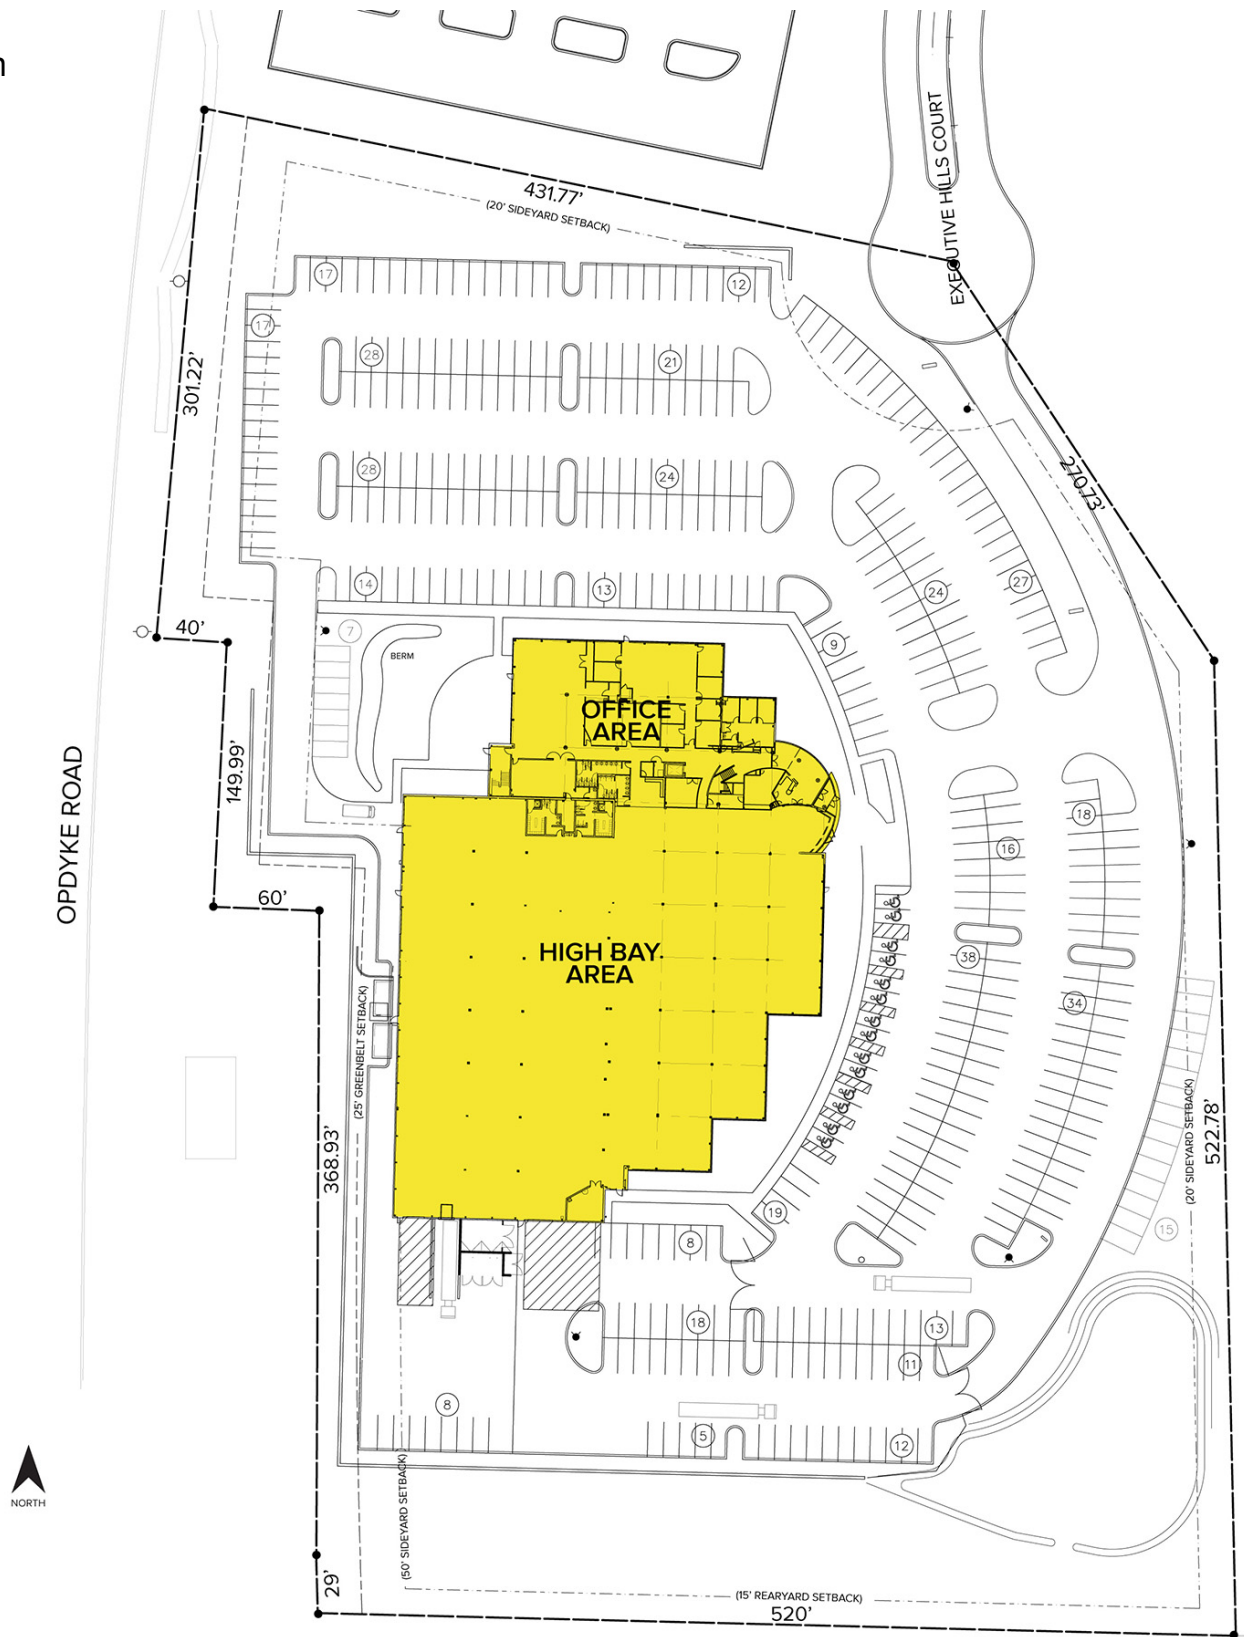 n
EXECUTIVE HILLS COURT
431.77'
(20' SIDEYARD SETBACK)
17
12
17
301.22'
28
21
270.73'
28
24
14
13
27
24
40'
7
9
BERM
OFFICE
AREA
149.99'
18
OPDYKE ROAD
16
60'
HIGH BAY
AREA
38
34
(25' GREENBELT SETBACK)
368.93'
(20' SIDEYARD SETBACK)
522.78'
19
15
8
18
13
11
8
5
12
NORTH
(50' SIDEYARD SETBACK)
29'
(15' REARYARD SETBACK)
520'